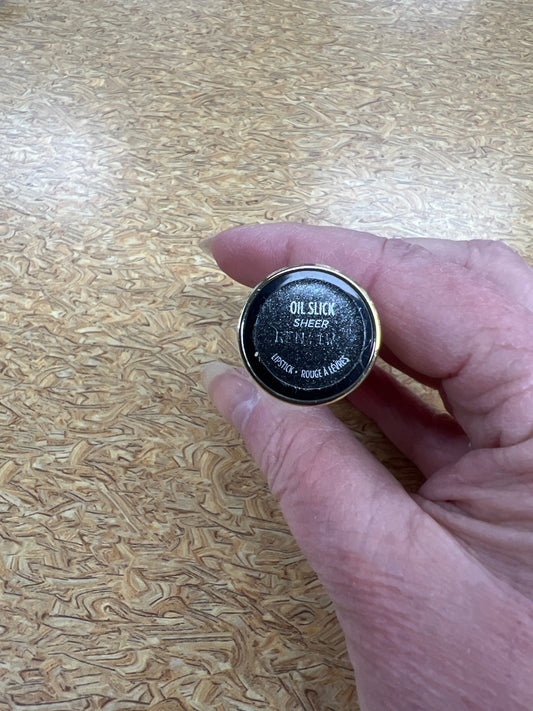 OIL SLICK
SHEER
LIPSTICK • ROUGE À LÈVRES